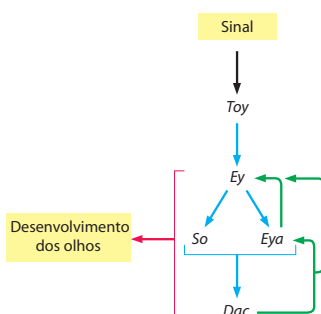 Sinal
Toy
Ey
Desenvolvimento
dos olhos
So
Eya
Dac